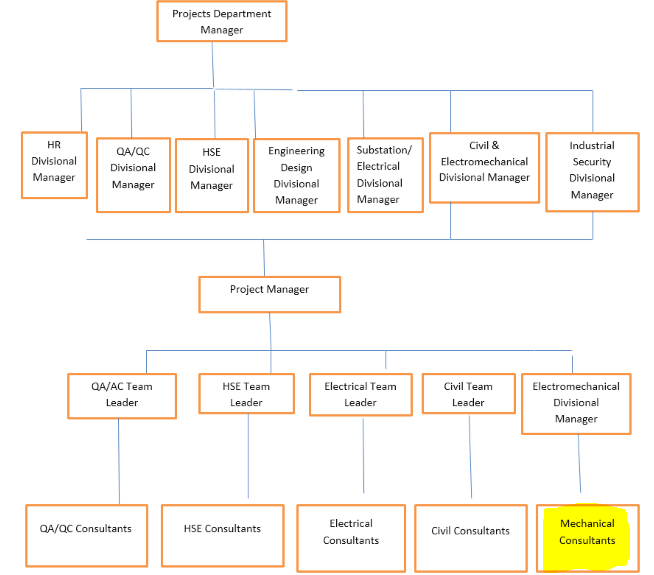 Projects Department
Manager
HR
Divisional
Manager
QA/QC
Divisional
Manager
HSE
Divisional
Manager
Engineering
Design
Divisional
Manager
Substation/
Electrical
Divisional
Manager
Civil &
Electromechanical
Divisional Manager
Industrial
Security
Divisional
Manager
Project Manager
QA/AC Team
Leader
HSE Team
Leader
Electrical Team
Leader
Civil Team
Leader
Electromechanical
Divisional
Manager
QA/QC Consultants
HSE Consultants
Electrical
Consultants
Civil Consultants
Mechanical
Consultants